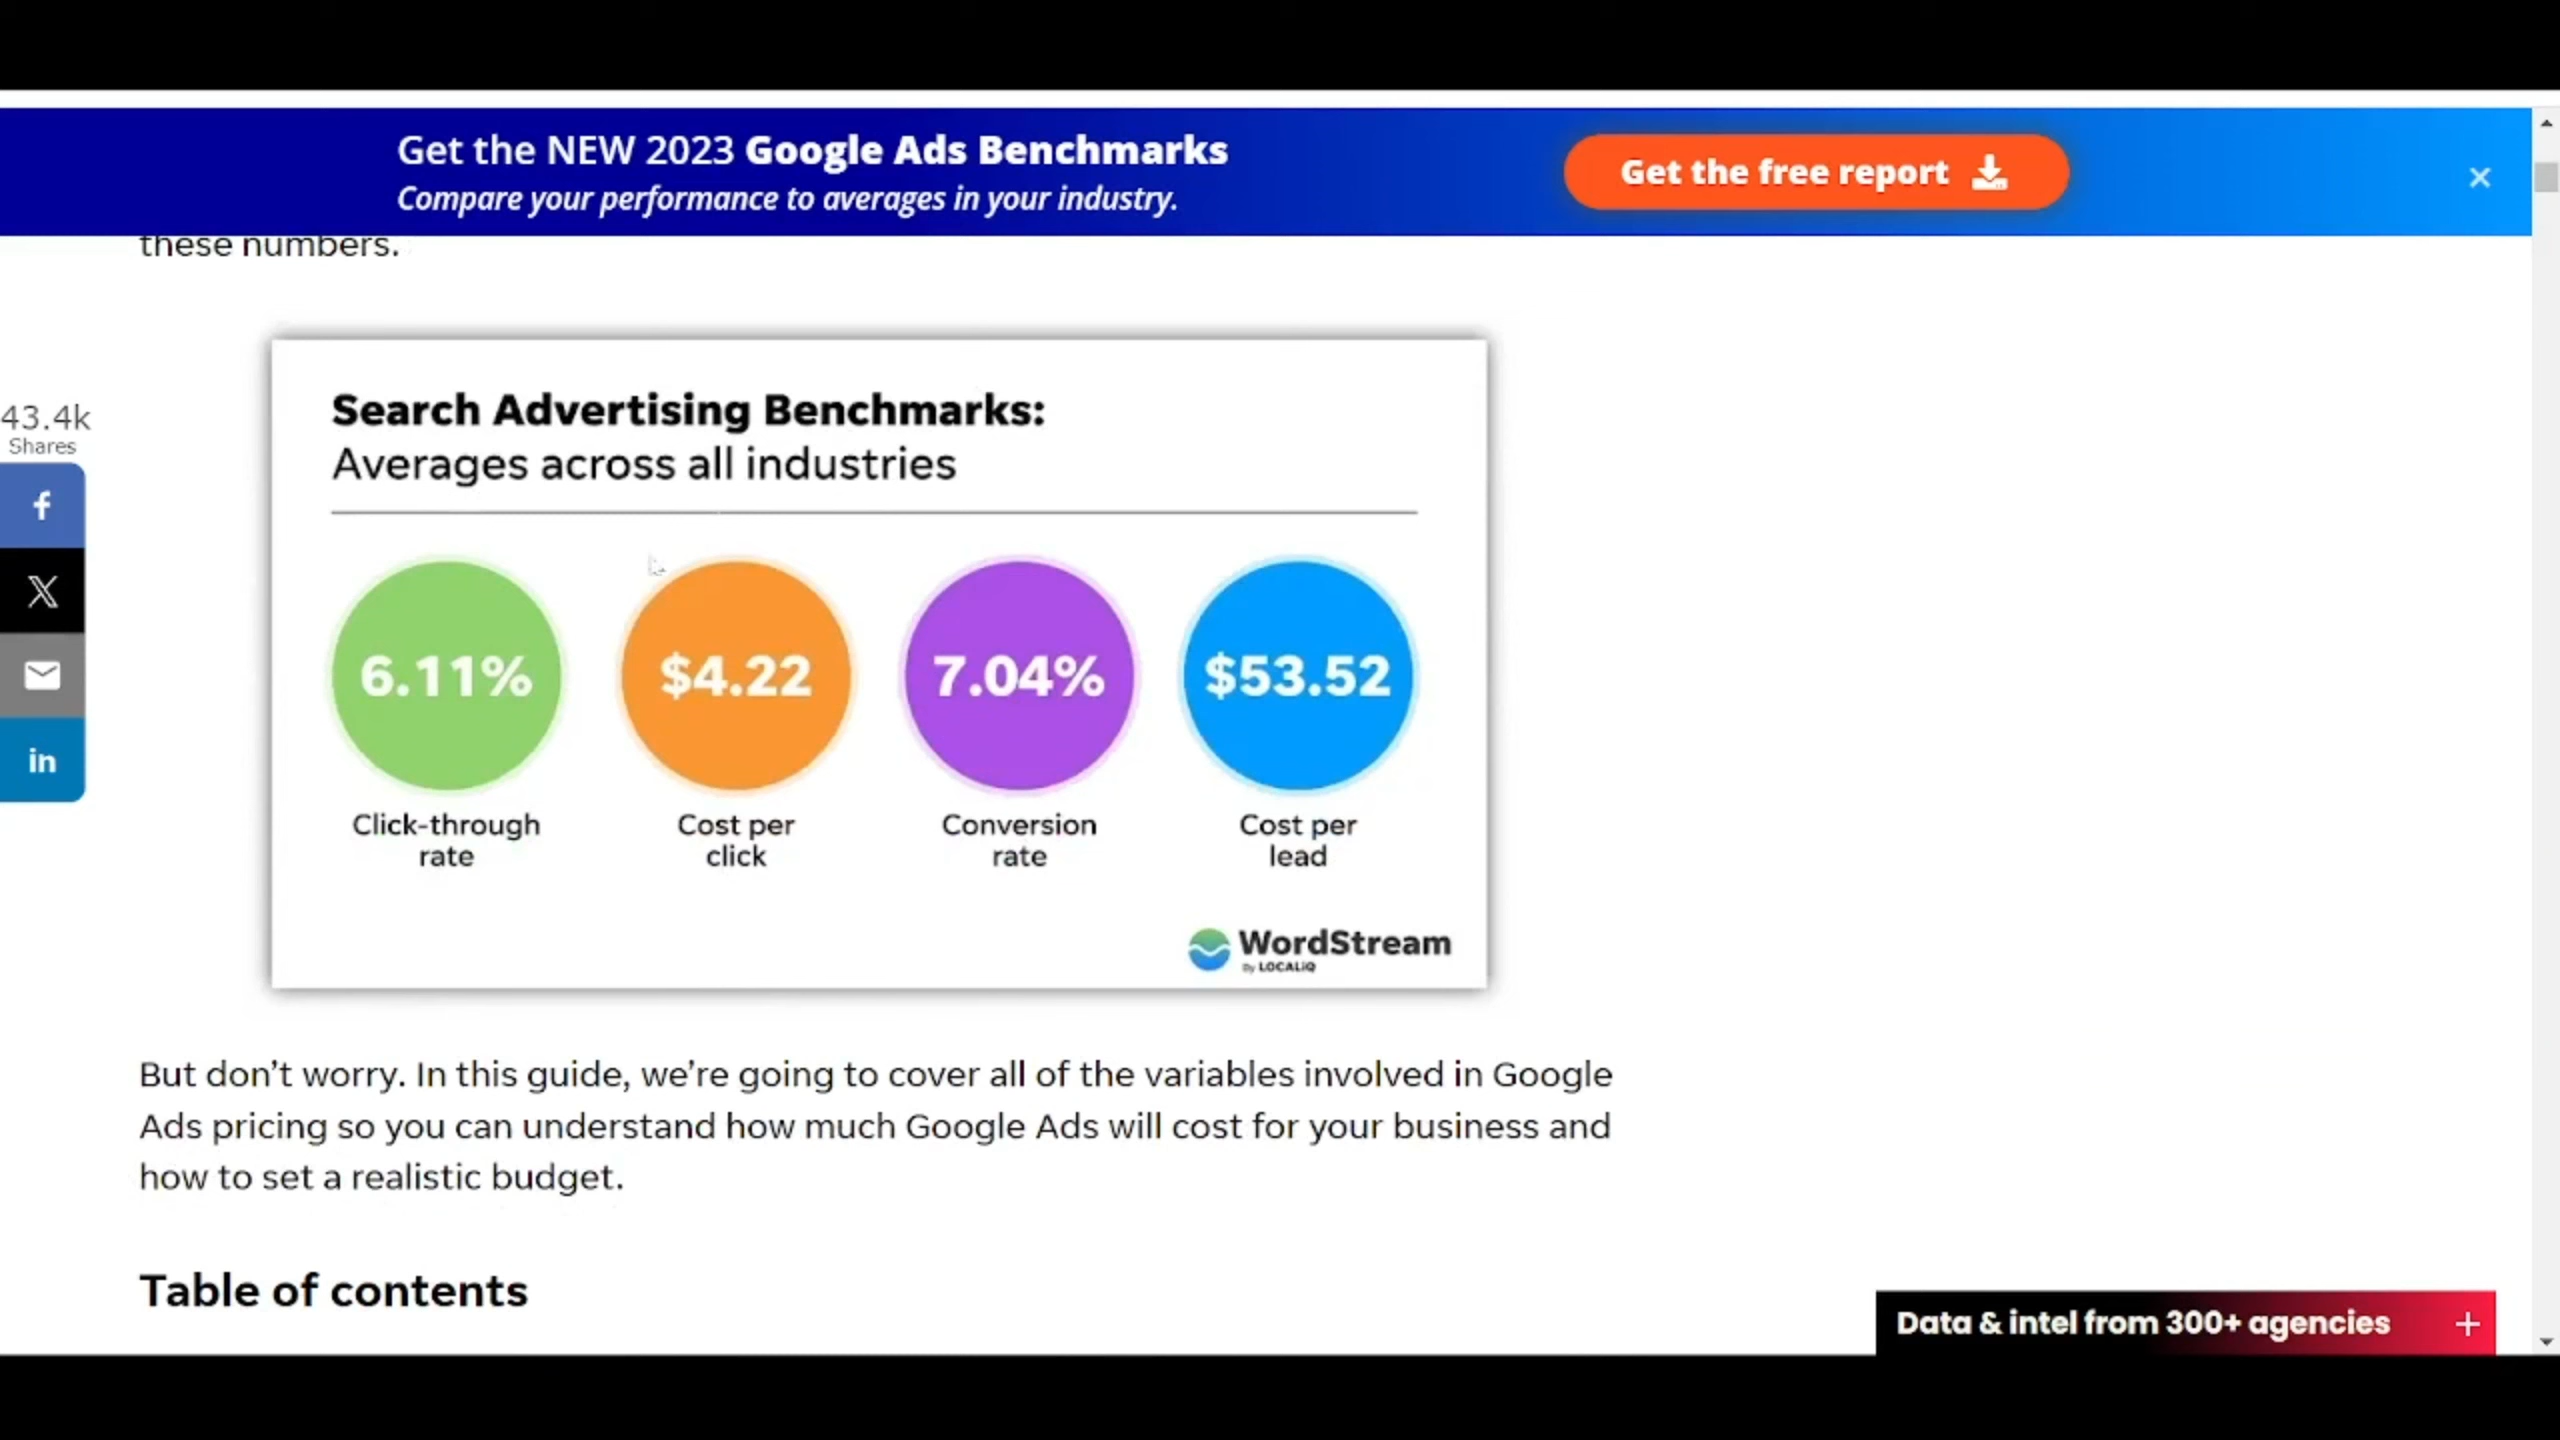 Get the NEW 2023 Google Ads Benchmarks
Compare your performance to averages in your industry.
Get the free report
these numbers.
43.4k
Shares
Search Advertising Benchmarks:
Averages across all industries
6.11%
$4.22
7.04%
$53.52
Click-through
rate
Cost per
click
Conversion
rate
Cost per
lead
WordStream
By LOCALiQ
But don’t worry. In this guide, we’re going to cover all of the variables involved in Google
Ads pricing so you can understand how much Google Ads will cost for your business and
how to set a realistic budget.
Table of contents
Data & intel from 300+ agencies